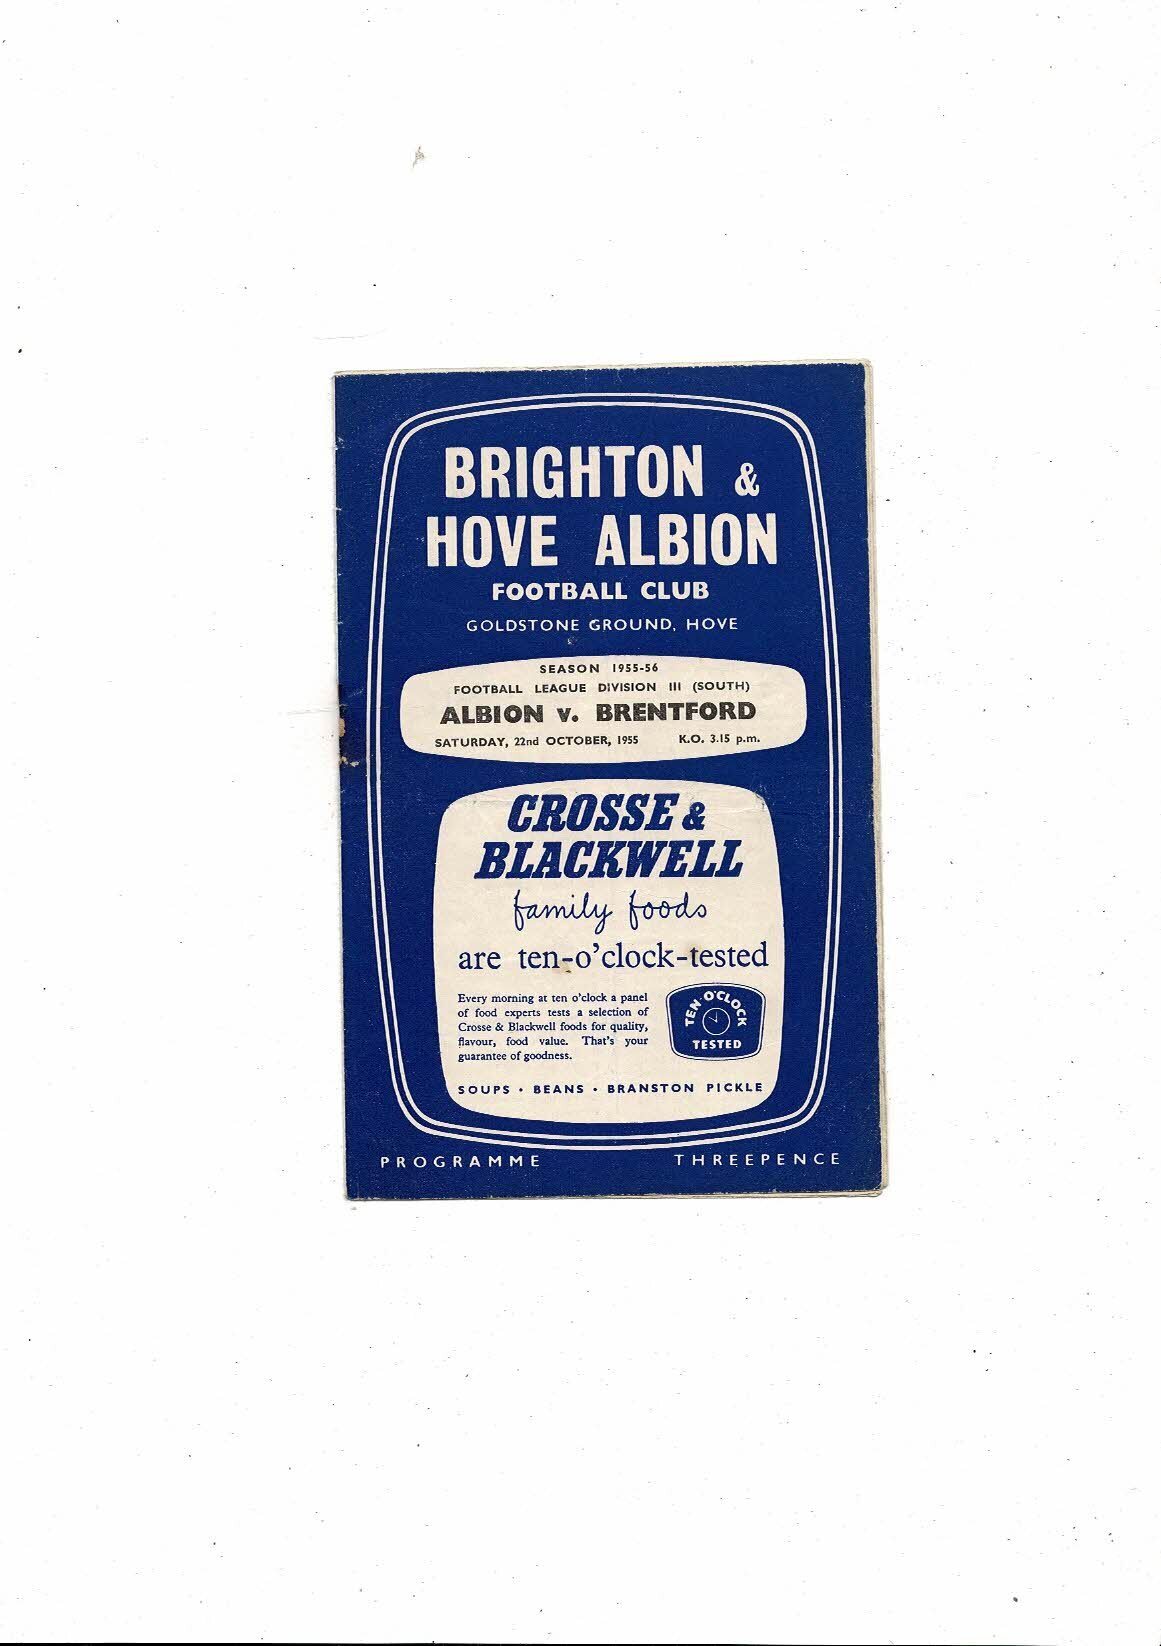 BRIGHTON &
HOVE ALBION
FOOTBALL CLUB
GOLDSTONE GROUND, HOVE
SEASON 1955-56
FOOTBALL LEAGUE DIVISION III (SOUTH)
ALBION v. BRENTFORD
SATURDAY, 22nd OCTOBER, 1955 K.O. 3.15 p.m.
CROSSE &
BLACKWELL
family foods
are ten-o'clock-tested
Every morning at ten o'clock a panel
of food experts tests a selection of
Crosse & Blackwell foods for quality,
flavour, food value. That's your
guarantee of goodness.
TEN-O'CLOCK
TESTED
SOUPS · BEANS · BRANSTON PICKLE
PROGRAMME THREEPENCE